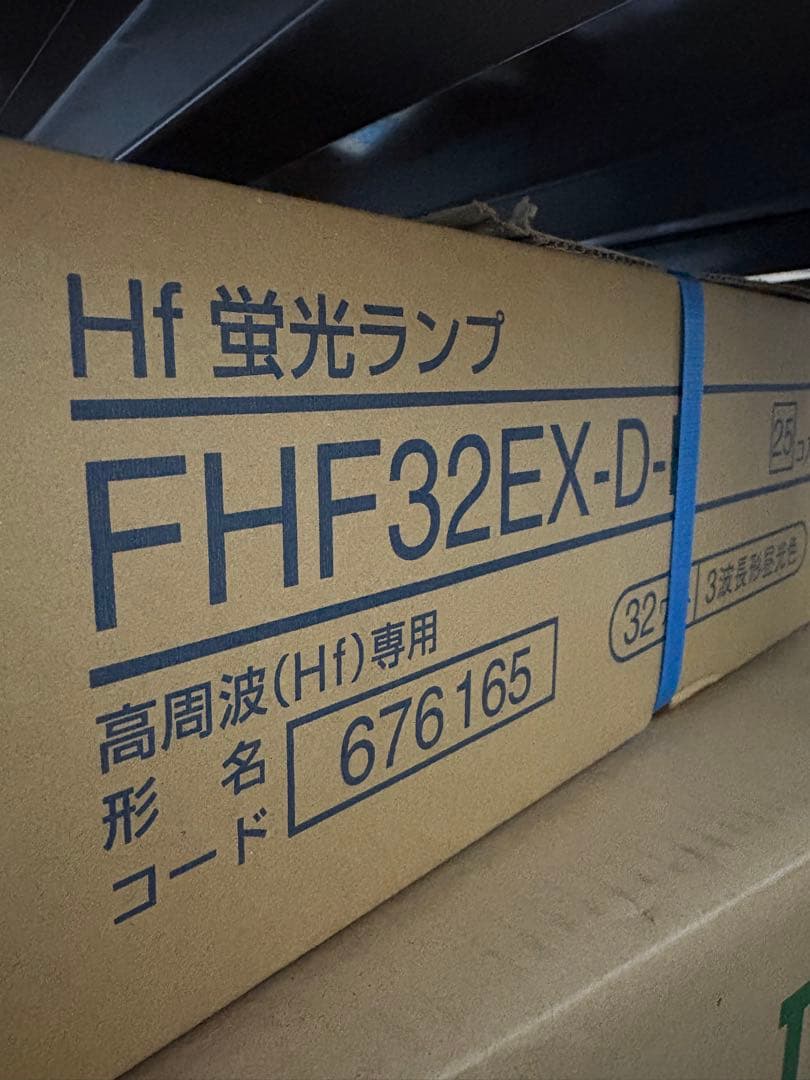 Hf 蛍光ランプ
FHF32EX-D-
25
高周波(Hf)専用
32
3波長形昼光色
形名
コード
676165